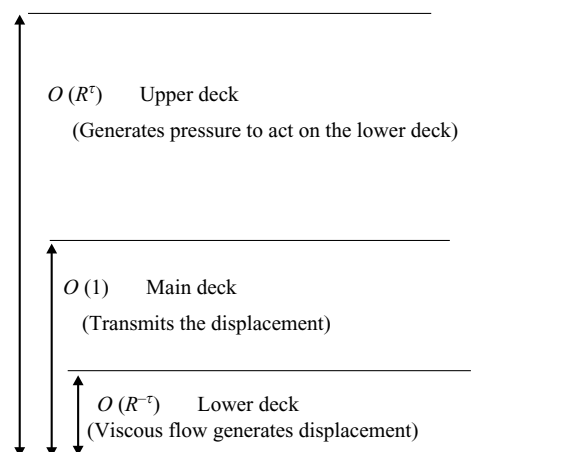 O (R^τ) Upper deck
(Generates pressure to act on the lower deck)
O (1) Main deck
(Transmits the displacement)
O (R^–τ) Lower deck
(Viscous flow generates displacement)